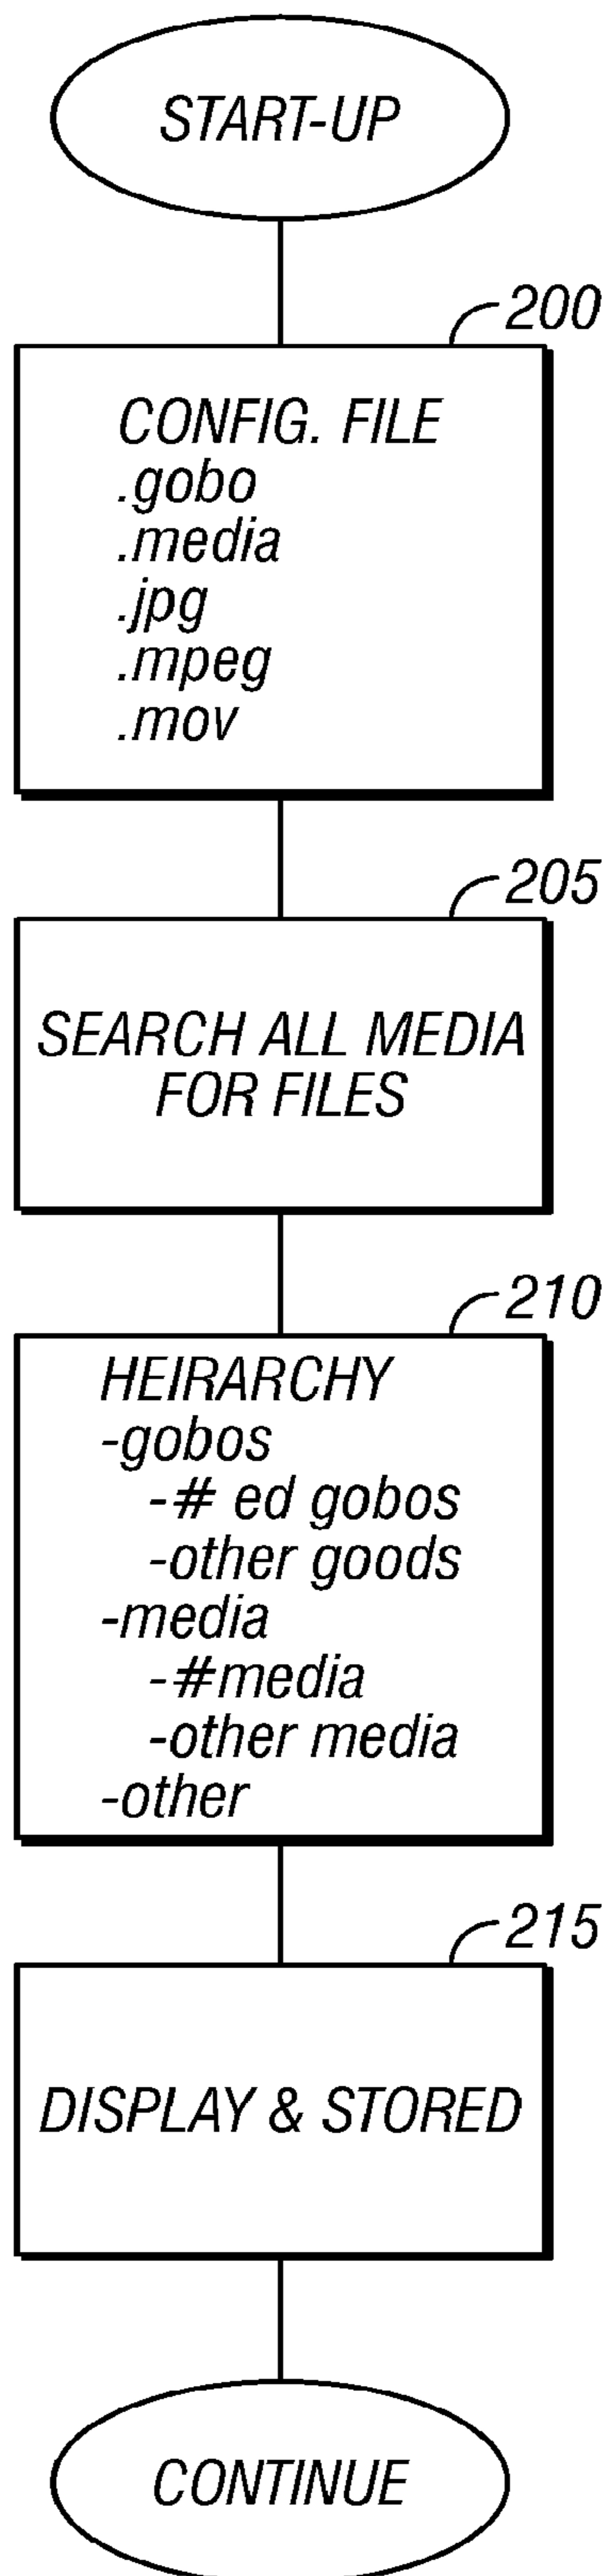 START-UP
200
CONFIG. FILE
.gobo
.media
.jpg
.mpeg
.mov
205
SEARCH ALL MEDIA
FOR FILES
210
HEIRARCHY
-gobos
-# ed gobos
-other goods
-media
-#media
-other media
-other
215
DISPLAY & STORED
CONTINUE